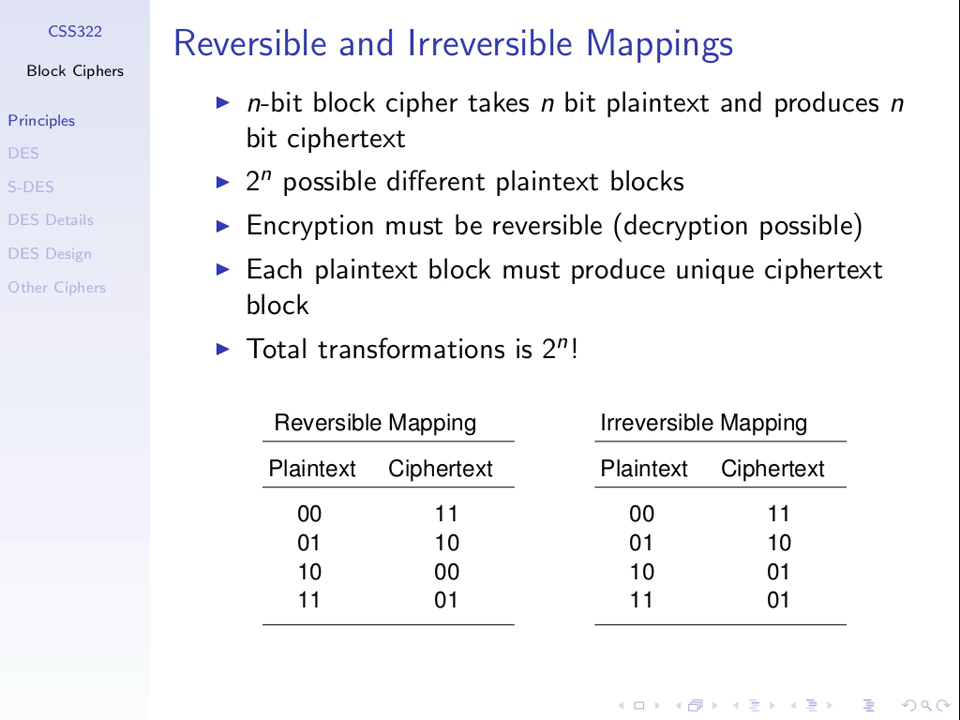 CSS322
Block Ciphers
Principles
DES
S-DES
DES Details
DES Design
Other Ciphers
Reversible and Irreversible Mappings
n-bit block cipher takes n bit plaintext and produces n
bit ciphertext
2ⁿ possible different plaintext blocks
Encryption must be reversible (decryption possible)
Each plaintext block must produce unique ciphertext
block
Total transformations is 2ⁿ!
Reversible Mapping
Plaintext Ciphertext
00 11
01 10
10 00
11 01
Irreversible Mapping
Plaintext Ciphertext
00 11
01 10
10 01
11 01